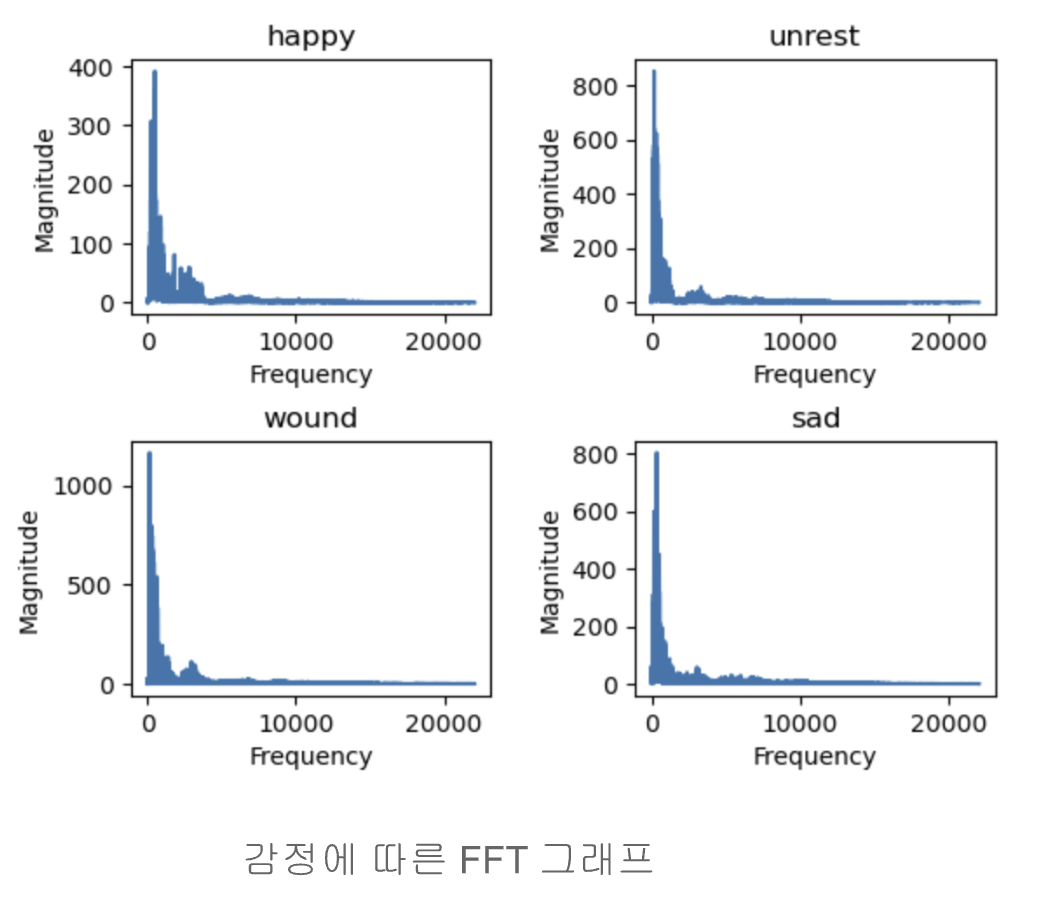 happy
400
300
200
100
0
Magnitude
0 10000 20000
Frequency
unrest
800
600
400
200
0
Magnitude
0 10000 20000
Frequency
wound
1000
500
0
Magnitude
0 10000 20000
Frequency
sad
800
600
400
200
0
Magnitude
0 10000 20000
Frequency
감정에 따른 FFT 그래프